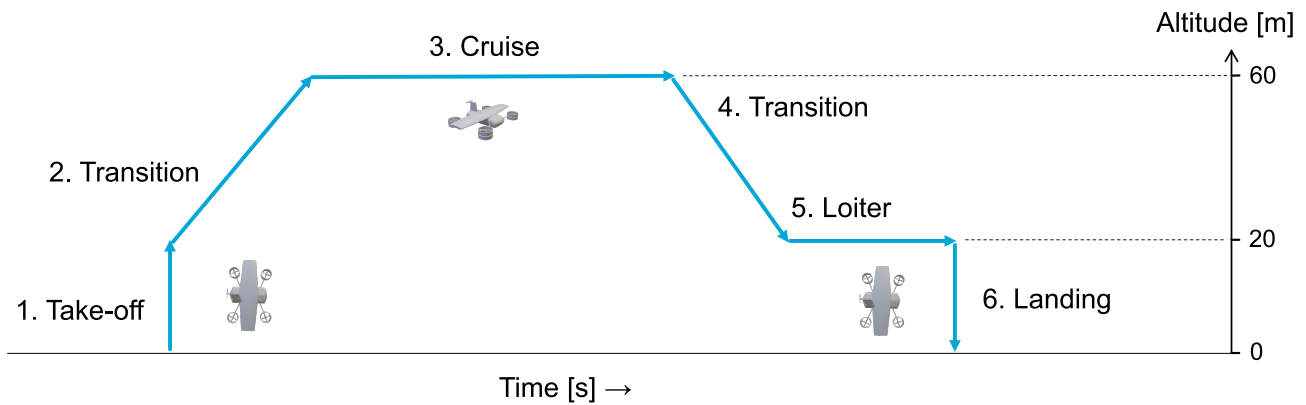 Altitude [m]
3. Cruise
60
4. Transition
2. Transition
5. Loiter
20
1. Take-off
6. Landing
0
Time [s] →